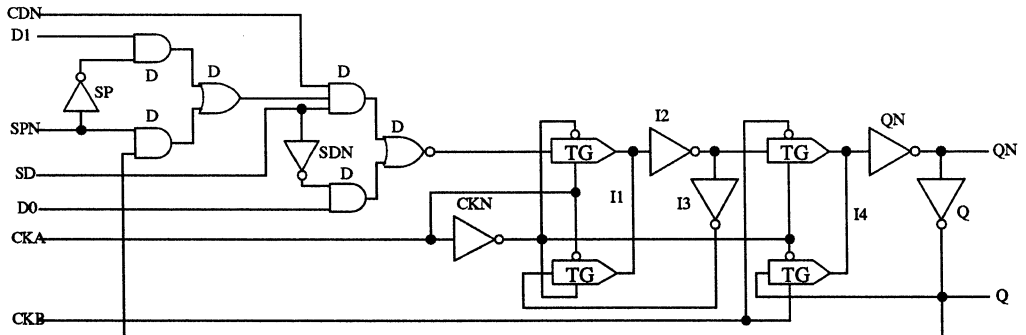 CDN
D1
D
D
D
SP
D
I2
QN
D
SPN
D
TG
TG
QN
SDN
SD
D
I1
I3
I4
Q
D0
CKN
CKA
TG
TG
Q
CKB